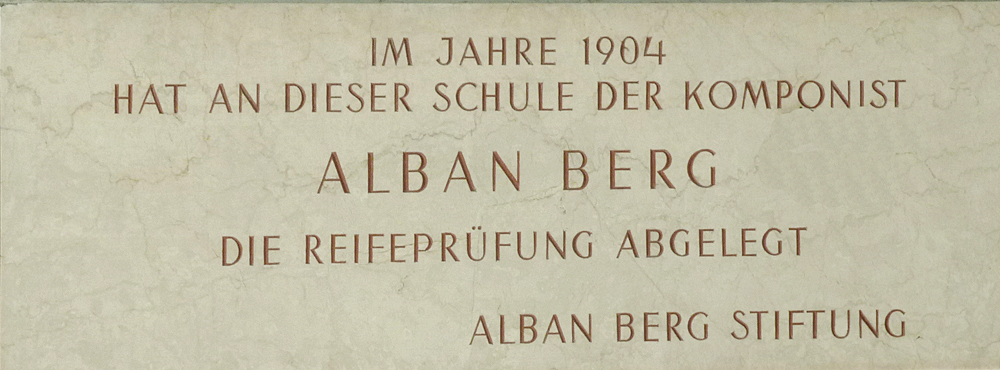 IM JAHRE 1904
HAT AN DIESER SCHULE DER KOMPONIST
ALBAN BERG
DIE REIFEPRÜFUNG ABGELEGT
ALBAN BERG STIFTUNG